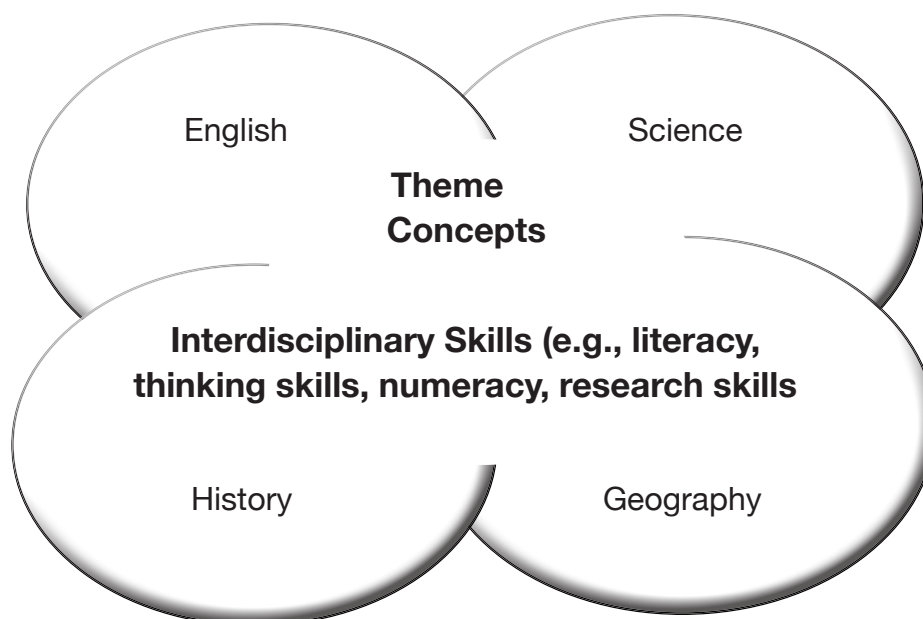 English
Science
Theme
Concepts
Interdisciplinary Skills (e.g., literacy,
thinking skills, numeracy, research skills
History
Geography